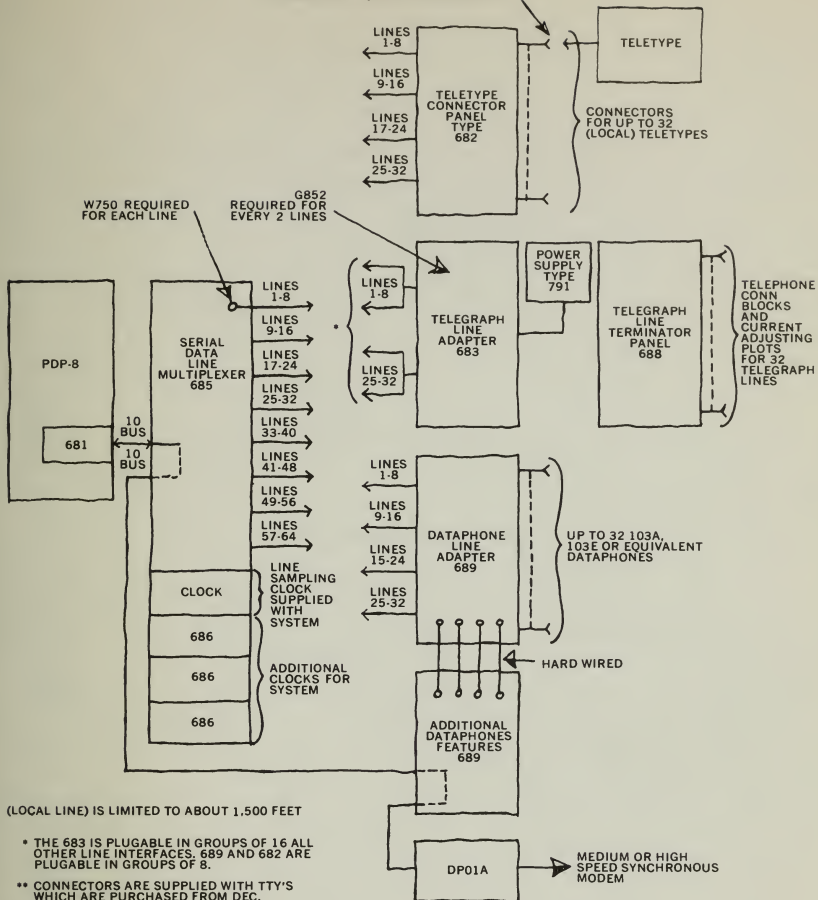 LINES
1-8
LINES
9-16
LINES
17-24
LINES
25-32
TELETYPE
CONNECTOR
PANEL
TYPE
682
TELETYPE
CONNECTORS
FOR UP TO 32
(LOCAL) TELETYPES
W750 REQUIRED
FOR EACH LINE
G852
REQUIRED FOR
EVERY 2 LINES
PDP-8
681
10
BUS
10
BUS
SERIAL
DATA
LINE
MULTIPLEXER
685
LINES
1-8
LINES
9-16
LINES
17-24
LINES
25-32
LINES
33-40
LINES
41-48
LINES
49-56
LINES
57-64
CLOCK
686
686
686
LINE
SAMPLING
CLOCK
SUPPLIED
WITH
SYSTEM
ADDITIONAL
CLOCKS FOR
SYSTEM
*
LINES
1-8
LINES
25-32
TELEGRAPH
LINE
ADAPTER
683
POWER
SUPPLY
TYPE
791
TELEGRAPH
LINE
TERMINATOR
PANEL
688
TELEPHONE
CONN
BLOCKS
AND
CURRENT
ADJUSTING
PLOTS
FOR 32
TELEGRAPH
LINES
LINES
1-8
LINES
9-16
LINES
15-24
LINES
25-32
DATAPHONE
LINE
ADAPTER
689
UP TO 32 103A,
103E OR EQUIVALENT
DATAPHONES
HARD WIRED
ADDITIONAL
DATAPHONES
FEATURES
689
DP01A
MEDIUM OR HIGH
SPEED SYNCHRONOUS
MODEM
(LOCAL LINE) IS LIMITED TO ABOUT 1,500 FEET
* THE 683 IS PLUGABLE IN GROUPS OF 16 ALL
OTHER LINE INTERFACES. 689 AND 682 ARE
PLUGABLE IN GROUPS OF 8.
** CONNECTORS ARE SUPPLIED WITH TTY'S
WHICH ARE PURCHASED FROM DEC.